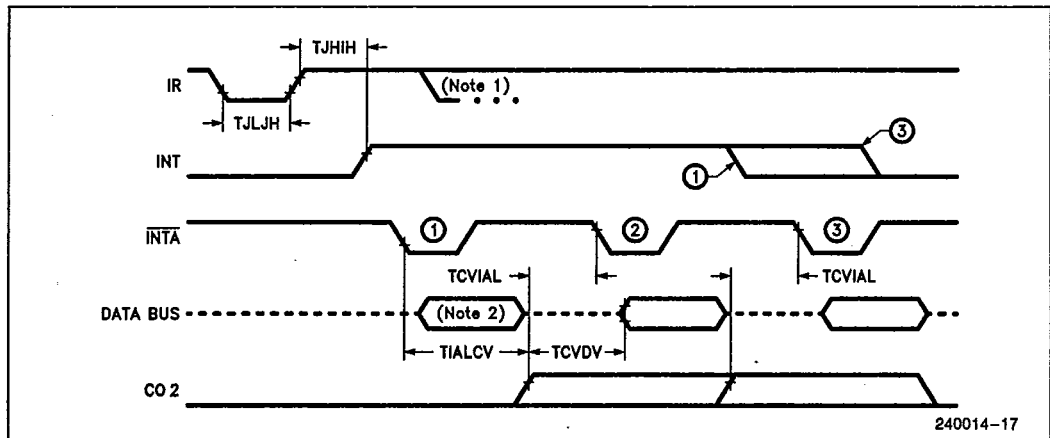 TJHIH
IR
(Note 1)
TJLJH
③
INT
①
INTA
① ② ③
TCVIAL TCVIAL
DATA BUS
(Note 2)
TIALCV TCVDV
CO 2
240014-17